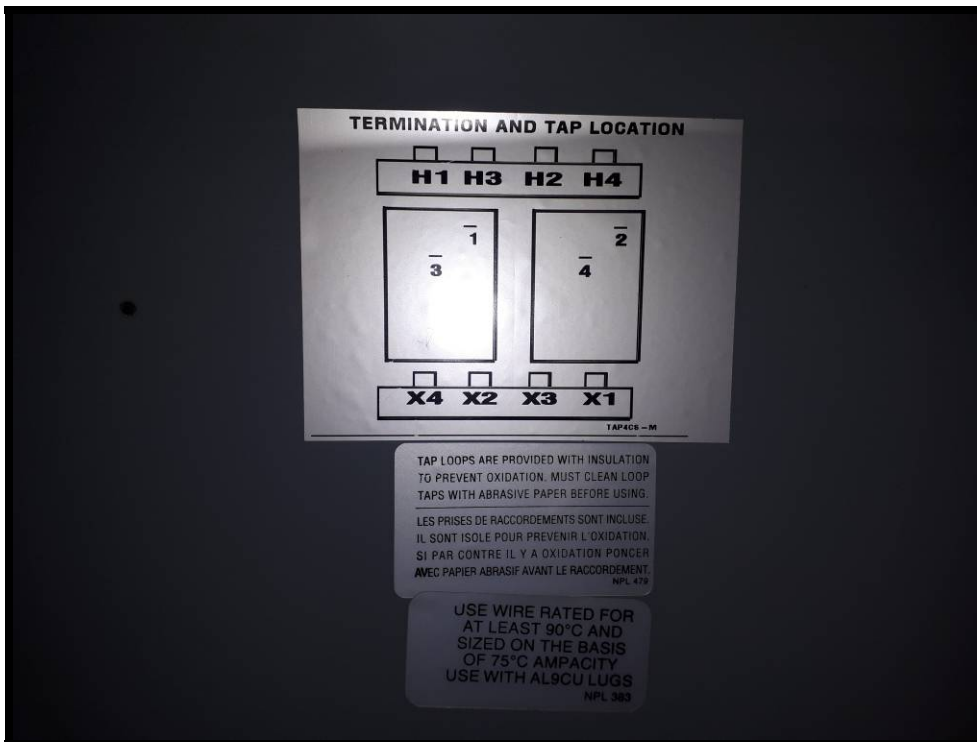 TERMINATION AND TAP LOCATION
H1 H3 H2 H4
1 2
3 4
X4 X2 X3 X1
TAP4C6-M
TAP LOOPS ARE PROVIDED WITH INSULATION
TO PREVENT OXIDATION. MUST CLEAN LOOP
TAPS WITH ABRASIVE PAPER BEFORE USING.
LES PRISES DE RACCORDEMENTS SONT INCLUSE.
IL SONT ISOLE POUR PREVENIR L'OXIDATION.
SI PAR CONTRE IL Y A OXIDATION PONCER
AVEC PAPIER ABRASIF AVANT LE RACCORDEMENT.
NPL 479
USE WIRE RATED FOR
AT LEAST 90°C AND
SIZED ON THE BASIS
OF 75°C AMPACITY
USE WITH AL9CU LUGS
NPL 383